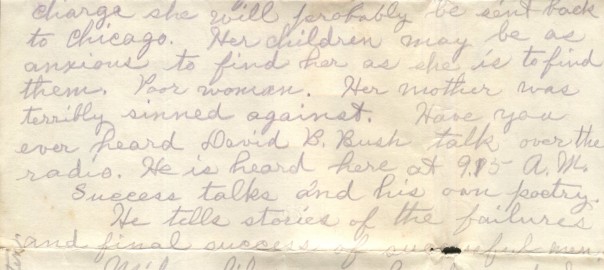 charge she will probably be sent back
to Chicago. Her children may be as
anxious to find her as she is to find
them. Poor woman. Her mother was
terribly sinned against. Have you
ever heard David B. Bush talk over the
radio. He is heard here at 9.15 A.M.
Success talks and his own poetry.
He tells stories of the failures
and final success of successful men